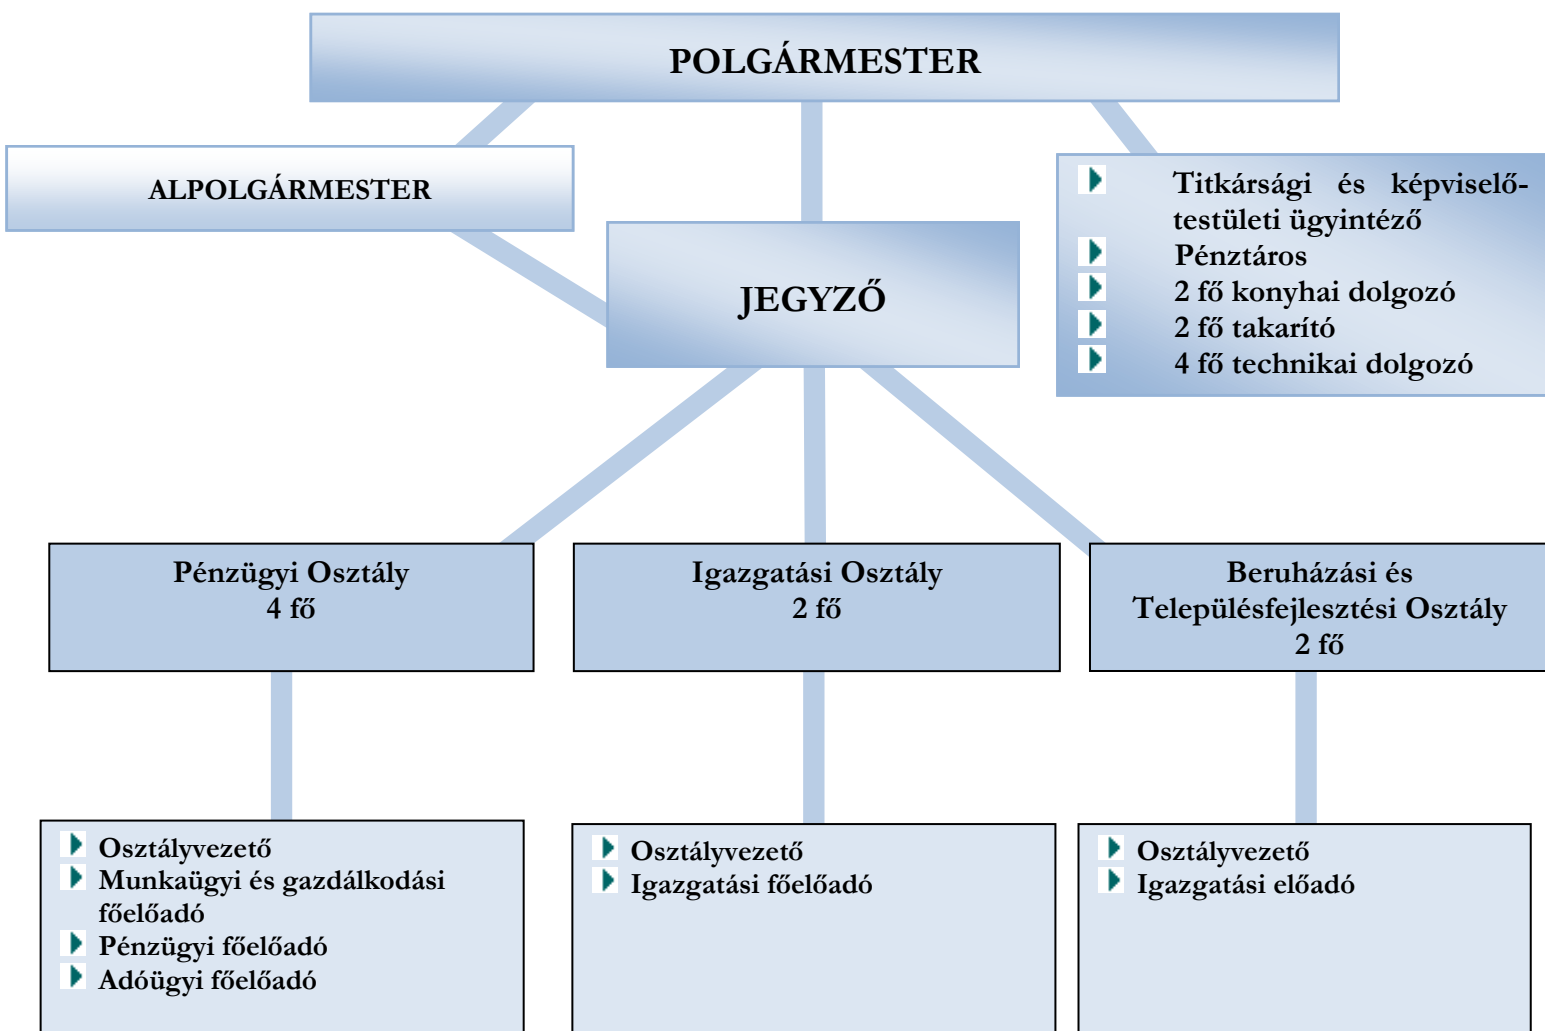 POLGÁRMESTER
ALPOLGÁRMESTER
Titkársági és képviselő-
testületi ügyintéző
Pénztáros
2 fő konyhai dolgozó
2 fő takarító
4 fő technikai dolgozó
JEGYZŐ
Pénzügyi Osztály
4 fő
Igazgatási Osztály
2 fő
Beruházási és
Településfejlesztési Osztály
2 fő
Osztályvezető
Munkaügyi és gazdálkodási
főelőadó
Pénzügyi főelőadó
Adóügyi főelőadó
Osztályvezető
Igazgatási főelőadó
Osztályvezető
Igazgatási előadó